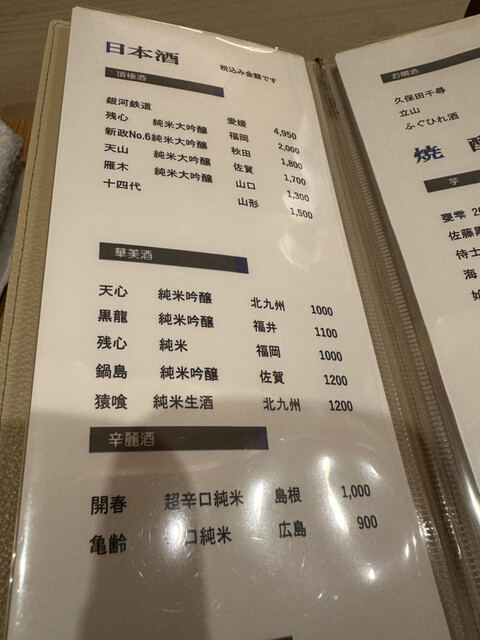 日本酒 税込み金額です
頂極酒
銀河鉄道 愛媛 4,950
残心 純米大吟醸 福岡 2,000
新政No.6純米大吟醸 秋田 1,800
天山 純米大吟醸 佐賀 1,700
雁木 純米大吟醸 山口 1,300
十四代 山形 1,500
華美酒
天心 純米吟醸 北九州 1000
黒龍 純米吟醸 福井 1100
残心 純米 福岡 1000
鍋島 純米吟醸 佐賀 1200
猿喰 純米生酒 北九州 1200
辛麗酒
開春 超辛口純米 島根 1,000
亀齢 口純米 広島 900
お燗酒
久保田千尋
立山
ふぐひれ酒
焼
芋
佐藤
侍士
海